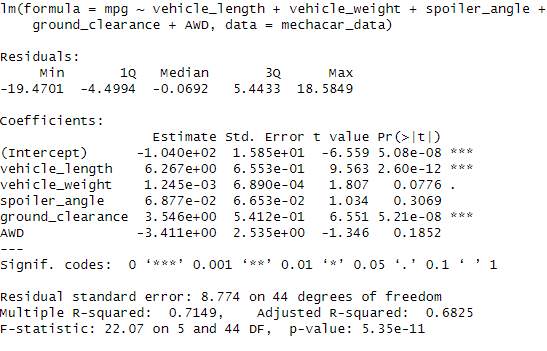 lm(formula = mpg ~ vehicle_length + vehicle_weight + spoiler_angle +
    ground_clearance + AWD, data = mechacar_data)

Residuals:
     Min       1Q   Median       3Q      Max
-19.4701  -4.4994  -0.0692   5.4433  18.5849

Coefficients:
                   Estimate Std. Error t value Pr(>|t|)
(Intercept)      -1.040e+02  1.585e+01  -6.559 5.08e-08 ***
vehicle_length    6.267e+00  6.553e-01   9.563 2.60e-12 ***
vehicle_weight    1.245e-03  6.890e-04   1.807   0.0776 .
spoiler_angle     6.877e-02  6.653e-02   1.034   0.3069
ground_clearance  3.546e+00  5.412e-01   6.551 5.21e-08 ***
AWD              -3.411e+00  2.535e+00  -1.346   0.1852
---
Signif. codes:  0 ‘***’ 0.001 ‘**’ 0.01 ‘*’ 0.05 ‘.’ 0.1 ‘ ’ 1

Residual standard error: 8.774 on 44 degrees of freedom
Multiple R-squared:  0.7149,    Adjusted R-squared:  0.6825
F-statistic: 22.07 on 5 and 44 DF,  p-value: 5.35e-11